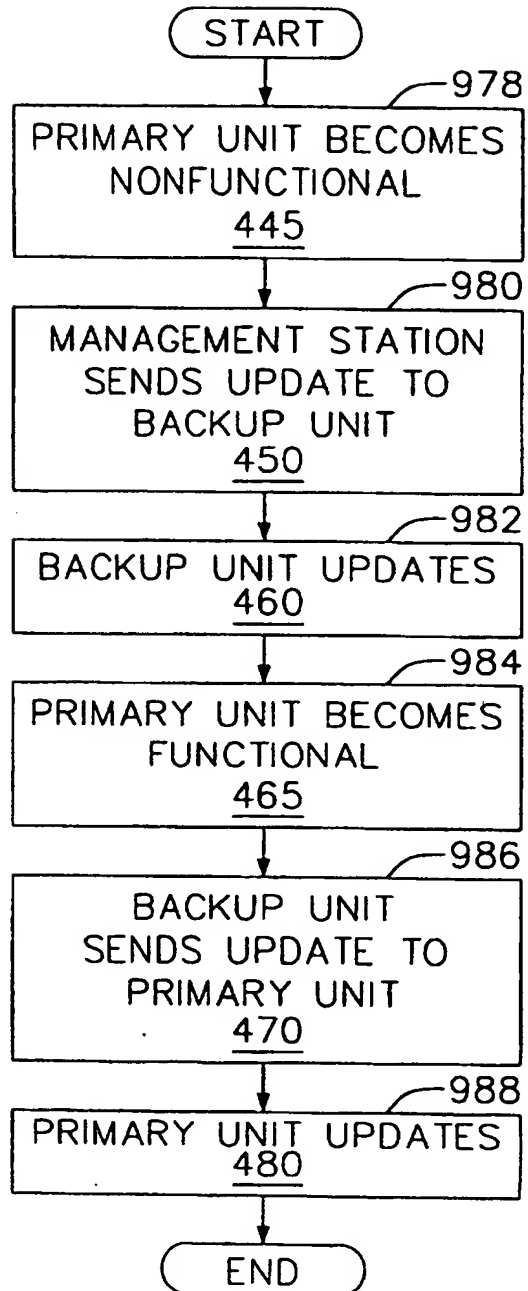 START
978
PRIMARY UNIT BECOMES
NONFUNCTIONAL
445
980
MANAGEMENT STATION
SENDS UPDATE TO
BACKUP UNIT
450
982
BACKUP UNIT UPDATES
460
984
PRIMARY UNIT BECOMES
FUNCTIONAL
465
986
BACKUP UNIT
SENDS UPDATE TO
PRIMARY UNIT
470
988
PRIMARY UNIT UPDATES
480
END